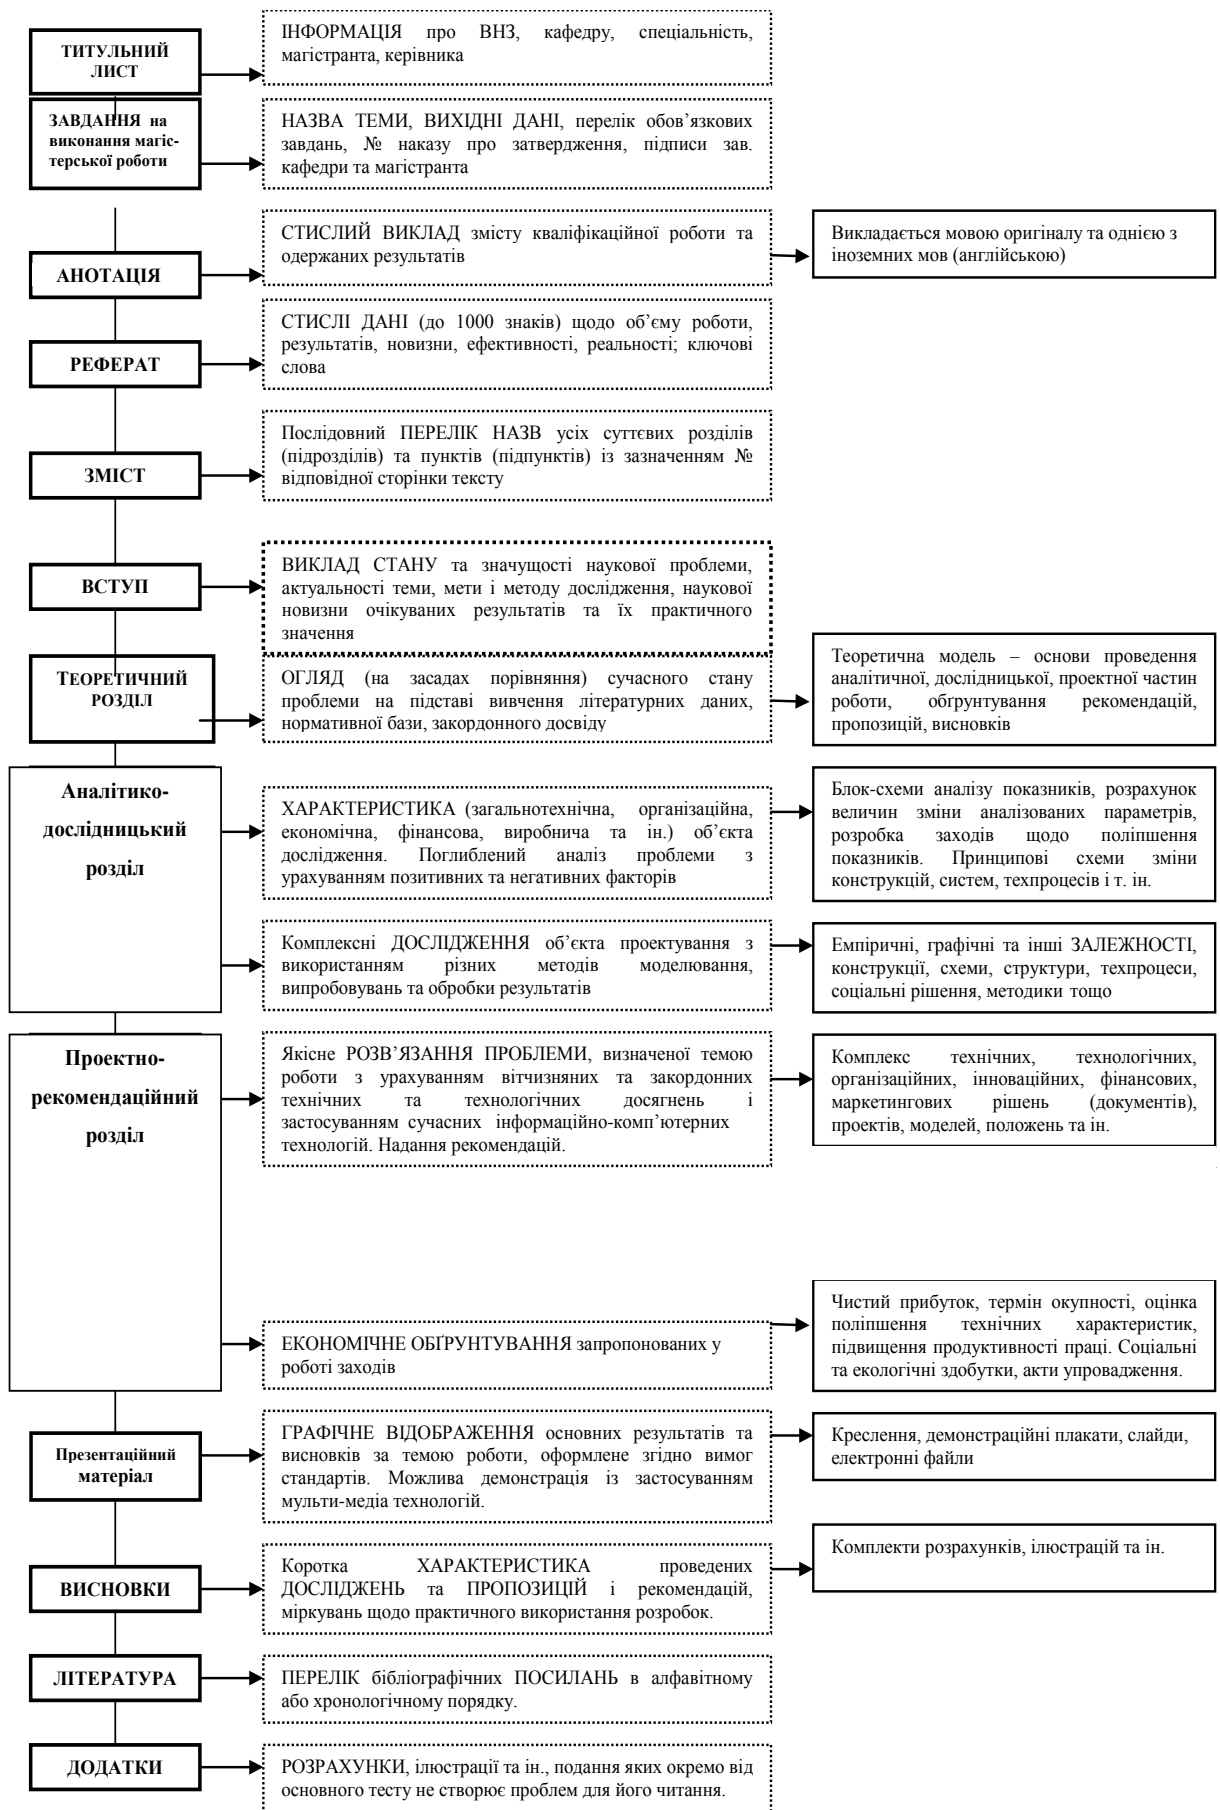 ТИТУЛЬНИЙ
ЛИСТ
ІНФОРМАЦІЯ про ВНЗ, кафедру, спеціальність,
магістранта, керівника
ЗАВДАННЯ на
виконання магіс-
терської роботи
НАЗВА ТЕМИ, ВИХІДНІ ДАНІ, перелік обов’язкових
завдань, № наказу про затвердження, підписи зав.
кафедри та магістранта
АНОТАЦІЯ
СТИСЛИЙ ВИКЛАД змісту кваліфікаційної роботи та
одержаних результатів
Викладається мовою оригіналу та однією з
іноземних мов (англійською)
РЕФЕРАТ
СТИСЛІ ДАНІ (до 1000 знаків) щодо об’єму роботи,
результатів, новизни, ефективності, реальності; ключові
слова
ЗМІСТ
Послідовний ПЕРЕЛІК НАЗВ усіх суттєвих розділів
(підрозділів) та пунктів (підпунктів) із зазначенням №
відповідної сторінки тексту
ВСТУП
ВИКЛАД СТАНУ та значущості наукової проблеми,
актуальності теми, мети і методу дослідження, наукової
новизни очікуваних результатів та їх практичного
значення
ТЕОРЕТИЧНИЙ
РОЗДІЛ
ОГЛЯД (на засадах порівняння) сучасного стану
проблеми на підставі вивчення літературних даних,
нормативної бази, закордонного досвіду
Теоретична модель – основи проведення
аналітичної, дослідницької, проектної частин
роботи, обґрунтування рекомендацій,
пропозицій, висновків
Аналітико-
дослідницький
розділ
ХАРАКТЕРИСТИКА (загальнотехнічна, організаційна,
економічна, фінансова, виробнича та ін.) об’єкта
дослідження. Поглиблений аналіз проблеми з
урахуванням позитивних та негативних факторів
Блок-схеми аналізу показників, розрахунок
величин зміни аналізованих параметрів,
розробка заходів щодо поліпшення
показників. Принципові схеми зміни
конструкцій, систем, техпроцесів і т. ін.
Комплексні ДОСЛІДЖЕННЯ об’єкта проектування з
використанням різних методів моделювання,
випробовувань та обробки результатів
Емпіричні, графічні та інші ЗАЛЕЖНОСТІ,
конструкції, схеми, структури, техпроцеси,
соціальні рішення, методики тощо
Проектно-
рекомендаційний
розділ
Якісне РОЗВ’ЯЗАННЯ ПРОБЛЕМИ, визначеної темою
роботи з урахуванням вітчизняних та закордонних
технічних та технологічних досягнень і
застосуванням сучасних інформаційно-комп’ютерних
технологій. Надання рекомендацій.
Комплекс технічних, технологічних,
організаційних, інноваційних, фінансових,
маркетингових рішень (документів),
проектів, моделей, положень та ін.
ЕКОНОМІЧНЕ ОБҐРУНТУВАННЯ запропонованих у
роботі заходів
Чистий прибуток, термін окупності, оцінка
поліпшення технічних характеристик,
підвищення продуктивності праці. Соціальні
та екологічні здобутки, акти упровадження.
Презентаційний
матеріал
ГРАФІЧНЕ ВІДОБРАЖЕННЯ основних результатів та
висновків за темою роботи, оформлене згідно вимог
стандартів. Можлива демонстрація із застосуванням
мульти-медіа технологій.
Креслення, демонстраційні плакати, слайди,
електронні файли
ВИСНОВКИ
Коротка ХАРАКТЕРИСТИКА проведених
ДОСЛІДЖЕНЬ та ПРОПОЗИЦІЙ і рекомендацій,
міркувань щодо практичного використання розробок.
Комплекти розрахунків, ілюстрацій та ін.
ЛІТЕРАТУРА
ПЕРЕЛІК бібліографічних ПОСИЛАНЬ в алфавітному
або хронологічному порядку.
ДОДАТКИ
РОЗРАХУНКИ, ілюстрації та ін., подання яких окремо від
основного тесту не створює проблем для його читання.